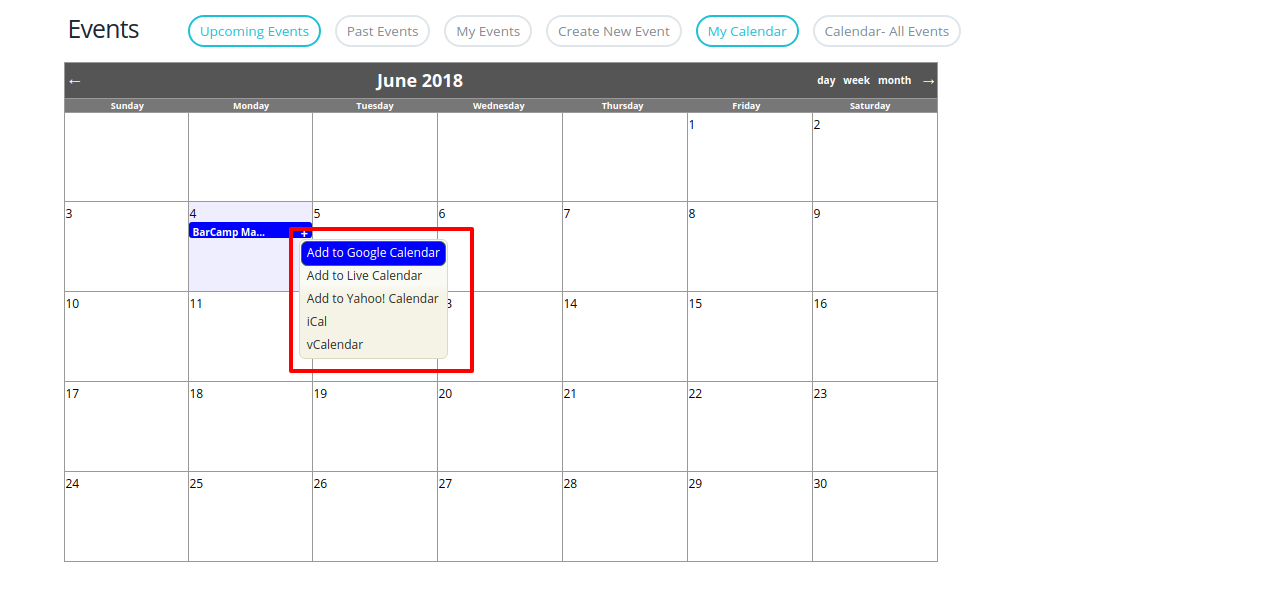 Events Upcoming Events Past Events My Events Create New Event My Calendar Calendar- All Events
← June 2018 day week month →
Sunday Monday Tuesday Wednesday Thursday Friday Saturday
1 2
3 4 5 6 7 8 9
BarCamp Ma... +
Add to Google Calendar
Add to Live Calendar
Add to Yahoo! Calendar
iCal
vCalendar
10 11 14 15 16
17 18 19 20 21 22 23
24 25 26 27 28 29 30